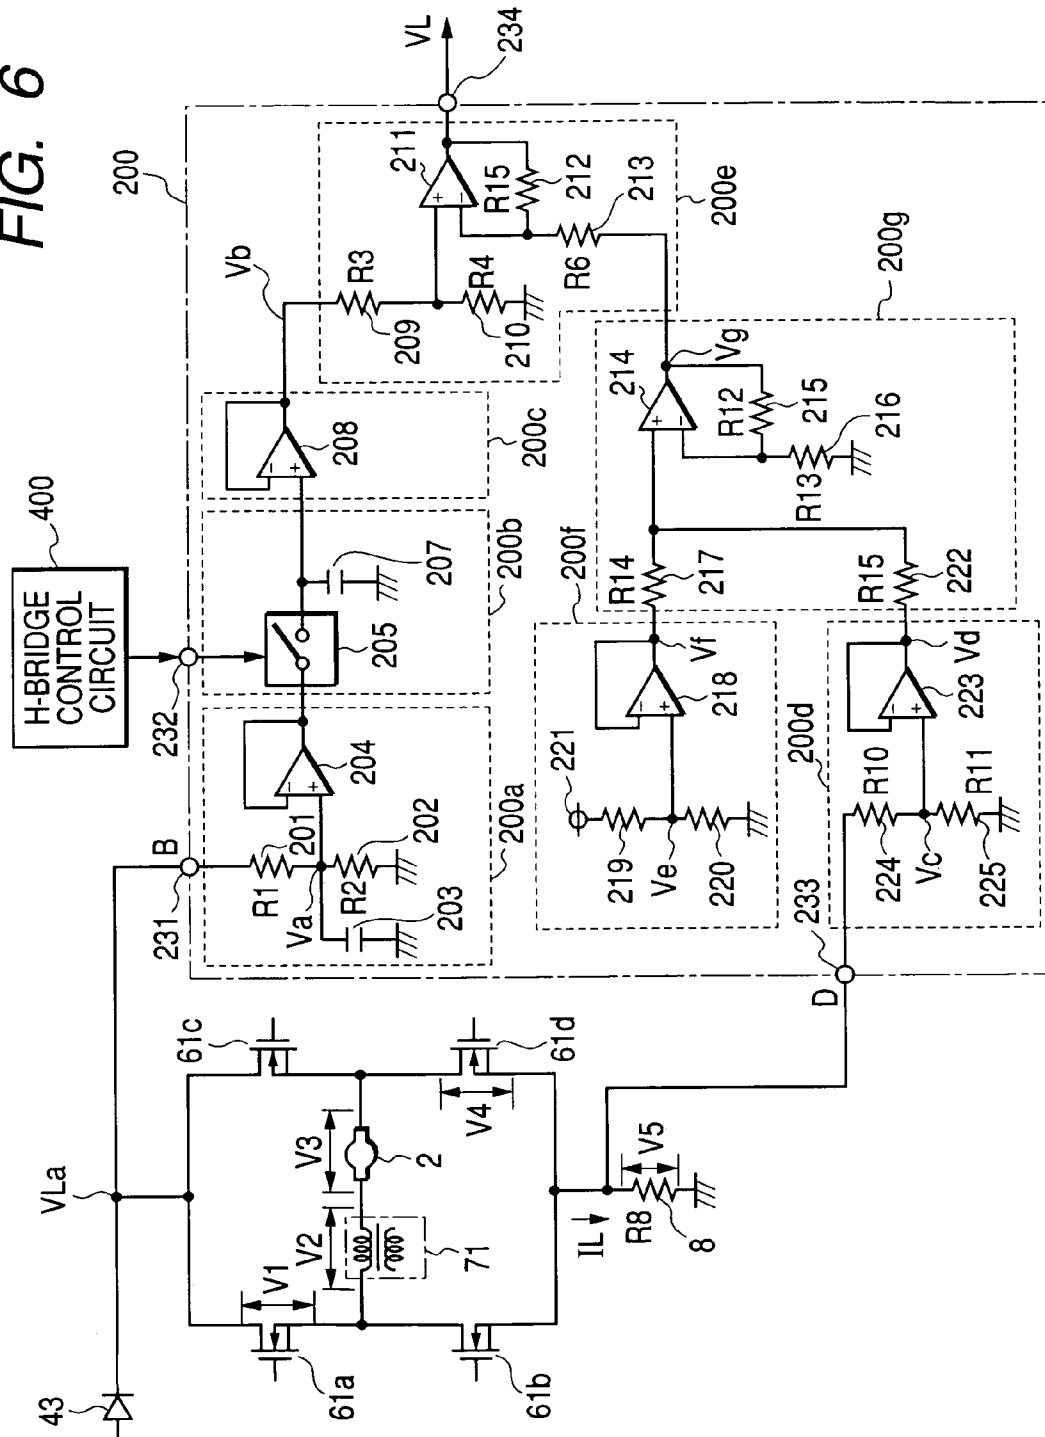 FIG. 6
H-BRIDGE
CONTROL
CIRCUIT
400
200
VL
234
232
Vb
211
R15
212
213
R6
200e
R3
209
R4
210
208
200c
207
200b
205
204
B
231
R1
201
Va
R2
202
203
200a
200g
214
Vg
R12
215
R13
216
200f
R14
217
R15
222
Vf
218
221
219
Ve
220
Vd
223
200d
R10
224
Vc
R11
225
233
D
VLa
43
61c
61d
V4
V3
2
V2
71
V1
61a
61b
IL
R8
V5
8